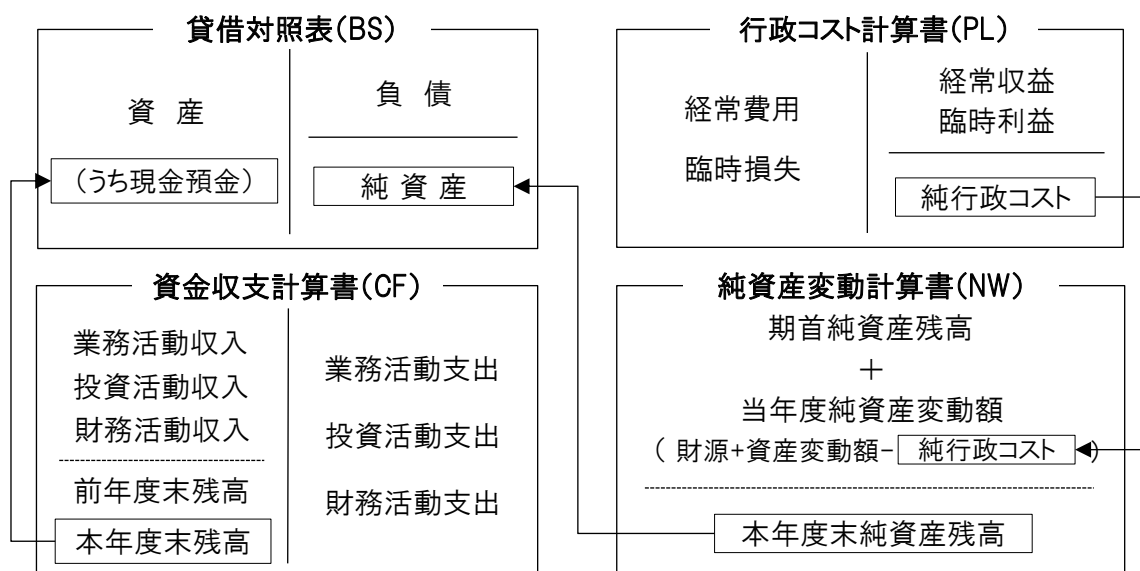 貸借対照表(BS)
資 産
(うち現金預金)
負 債
純 資 産
行政コスト計算書(PL)
経常費用
臨時損失
経常収益
臨時利益
純行政コスト
資金収支計算書(CF)
業務活動収入
投資活動収入
財務活動収入
前年度末残高
本年度末残高
業務活動支出
投資活動支出
財務活動支出
純資産変動計算書(NW)
期首純資産残高
+
当年度純資産変動額
( 財源+資産変動額- 純行政コスト )
本年度末純資産残高